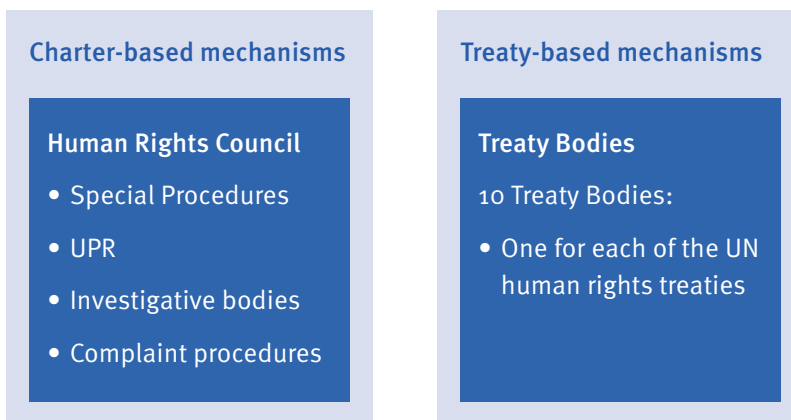 Charter-based mechanisms
Human Rights Council
• Special Procedures
• UPR
• Investigative bodies
• Complaint procedures
Treaty-based mechanisms
Treaty Bodies
10 Treaty Bodies:
• One for each of the UN
human rights treaties